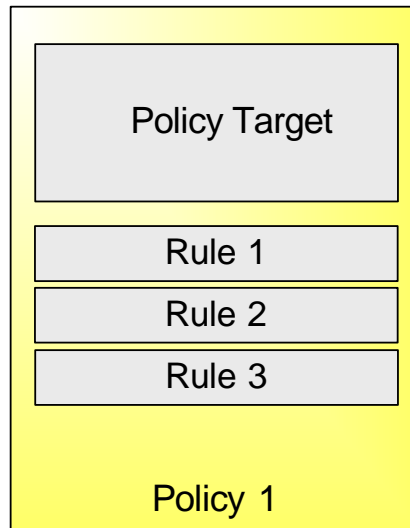 Policy Target
Rule 1
Rule 2
Rule 3
Policy 1